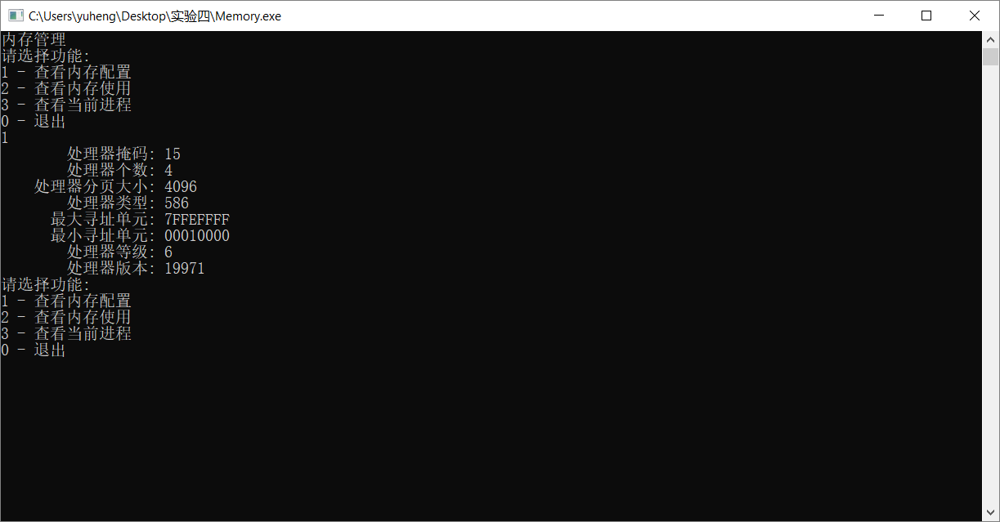 C:\Users\yuheng\Desktop\实验四\Memory.exe
内存管理
请选择功能:
1 - 查看内存配置
2 - 查看内存使用
3 - 查看当前进程
0 - 退出
1
处理器掩码: 15
处理器个数: 4
处理器分页大小: 4096
处理器类型: 586
最大寻址单元: 7FFEFFFF
最小寻址单元: 00010000
处理器等级: 6
处理器版本: 19971
请选择功能:
1 - 查看内存配置
2 - 查看内存使用
3 - 查看当前进程
0 - 退出